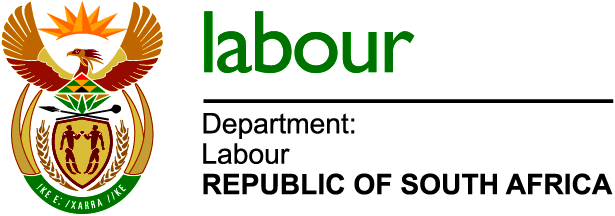 labour
Department:
Labour
REPUBLIC OF SOUTH AFRICA
!KE E: /XARRA //KE